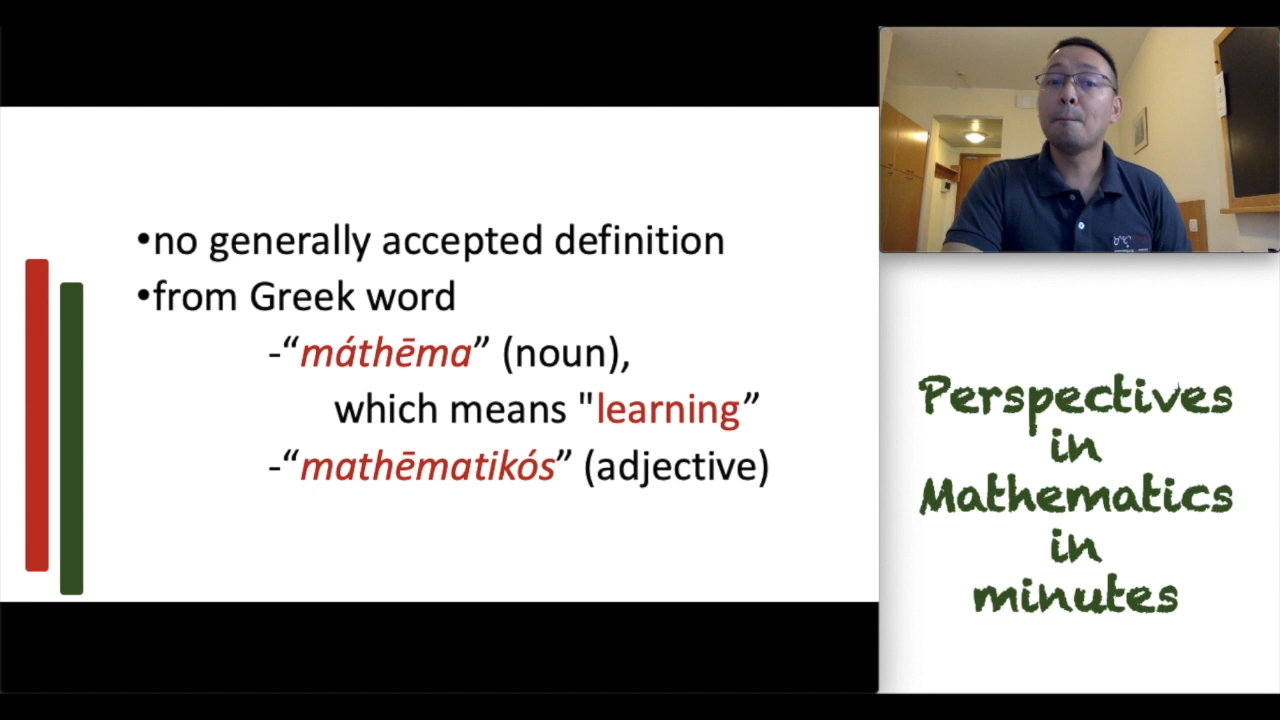 •no generally accepted definition
•from Greek word
-“máthēma” (noun),
which means "learning”
-“mathēmatikós” (adjective)
Perspectives
in
Mathematics
in
minutes